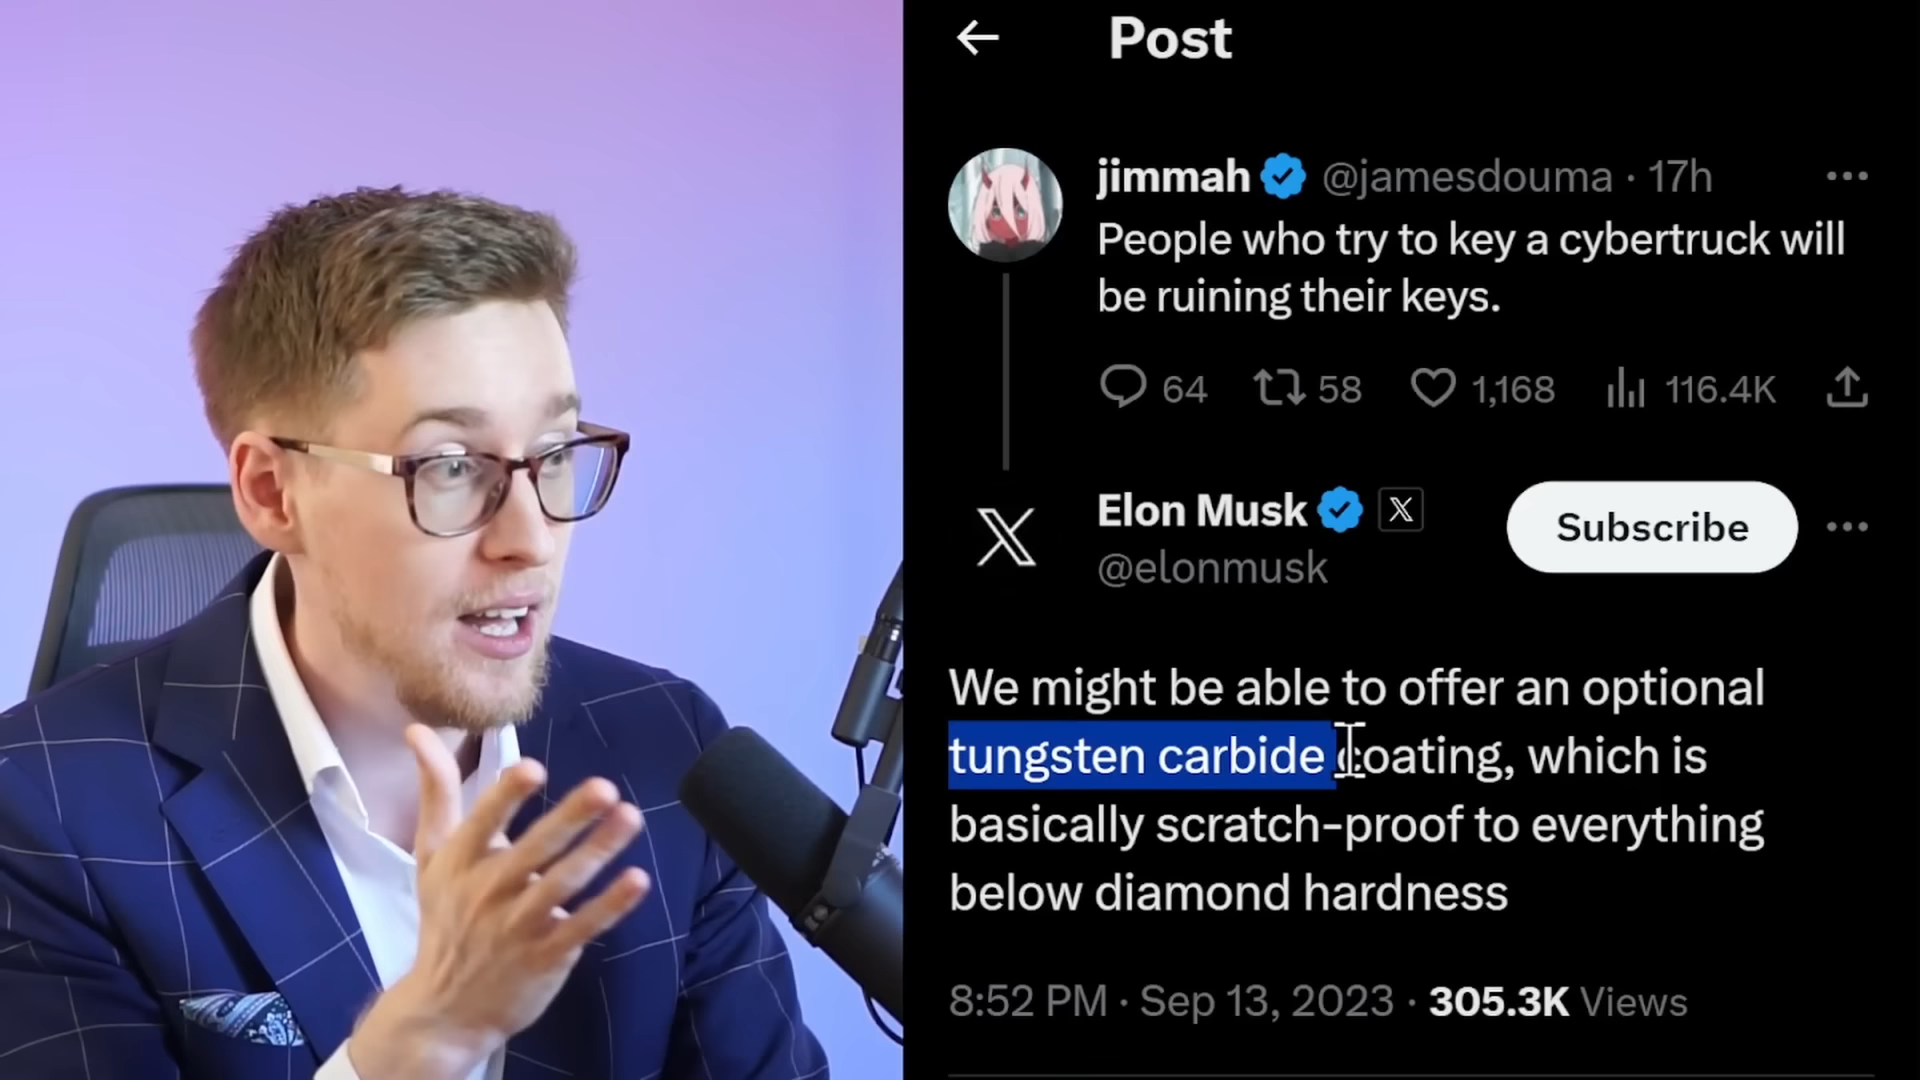 Post
jimmah @jamesdouma · 17h
People who try to key a cybertruck will
be ruining their keys.
64 58 1,168 116.4K
Elon Musk
@elonmusk
Subscribe
We might be able to offer an optional
tungsten carbide coating, which is
basically scratch-proof to everything
below diamond hardness
8:52 PM · Sep 13, 2023 · 305.3K Views